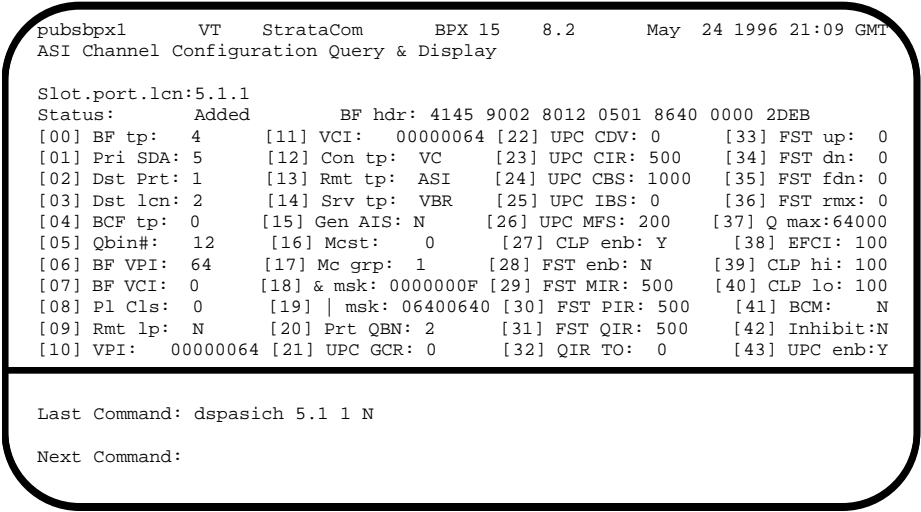 pubsbpx1 VT StrataCom BPX 15 8.2 May 24 1996 21:09 GMT
ASI Channel Configuration Query & Display
Slot.port.lcn:5.1.1
Status: Added BF hdr: 4145 9002 8012 0501 8640 0000 2DEB
[00] BF tp: 4 [11] VCI: 00000064 [22] UPC CDV: 0 [33] FST up: 0
[01] Pri SDA: 5 [12] Con tp: VC [23] UPC CIR: 500 [34] FST dn: 0
[02] Dst Prt: 1 [13] Rmt tp: ASI [24] UPC CBS: 1000 [35] FST fdn: 0
[03] Dst lcn: 2 [14] Srv tp: VBR [25] UPC IBS: 0 [36] FST rmx: 0
[04] BCF tp: 0 [15] Gen AIS: N [26] UPC MFS: 200 [37] Q max:64000
[05] Qbin#: 12 [16] Mcst: 0 [27] CLP enb: Y [38] EFCI: 100
[06] BF VPI: 64 [17] Mc grp: 1 [28] FST enb: N [39] CLP hi: 100
[07] BF VCI: 0 [18] & msk: 0000000F [29] FST MIR: 500 [40] CLP lo: 100
[08] Pl Cls: 0 [19] | msk: 06400640 [30] FST PIR: 500 [41] BCM: N
[09] Rmt lp: N [20] Prt QBN: 2 [31] FST QIR: 500 [42] Inhibit:N
[10] VPI: 00000064 [21] UPC GCR: 0 [32] QIR TO: 0 [43] UPC enb:Y
Last Command: dspasich 5.1 1 N
Next Command: